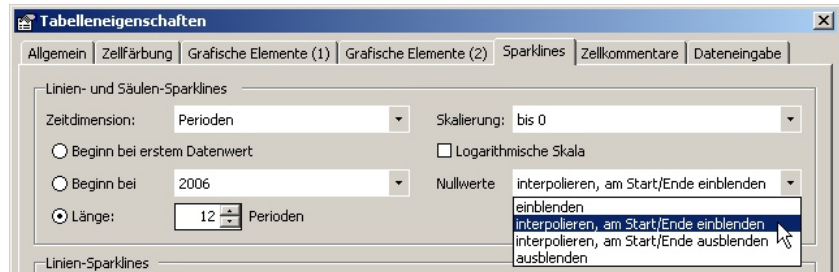 Tabelleneigenschaften
Allgemein Zellfärbung Grafische Elemente (1) Grafische Elemente (2) Sparklines Zellkommentare Dateneingabe
Linien- und Säulen-Sparklines
Zeitdimension: Perioden Skalierung: bis 0
Beginn bei erstem Datenwert Logarithmische Skala
Beginn bei 2006 Nullwerte interpolieren, am Start/Ende einblenden
Länge: 12 Perioden
einblenden
interpolieren, am Start/Ende einblenden
interpolieren, am Start/Ende ausblenden
ausblenden
Linien-Sparklines